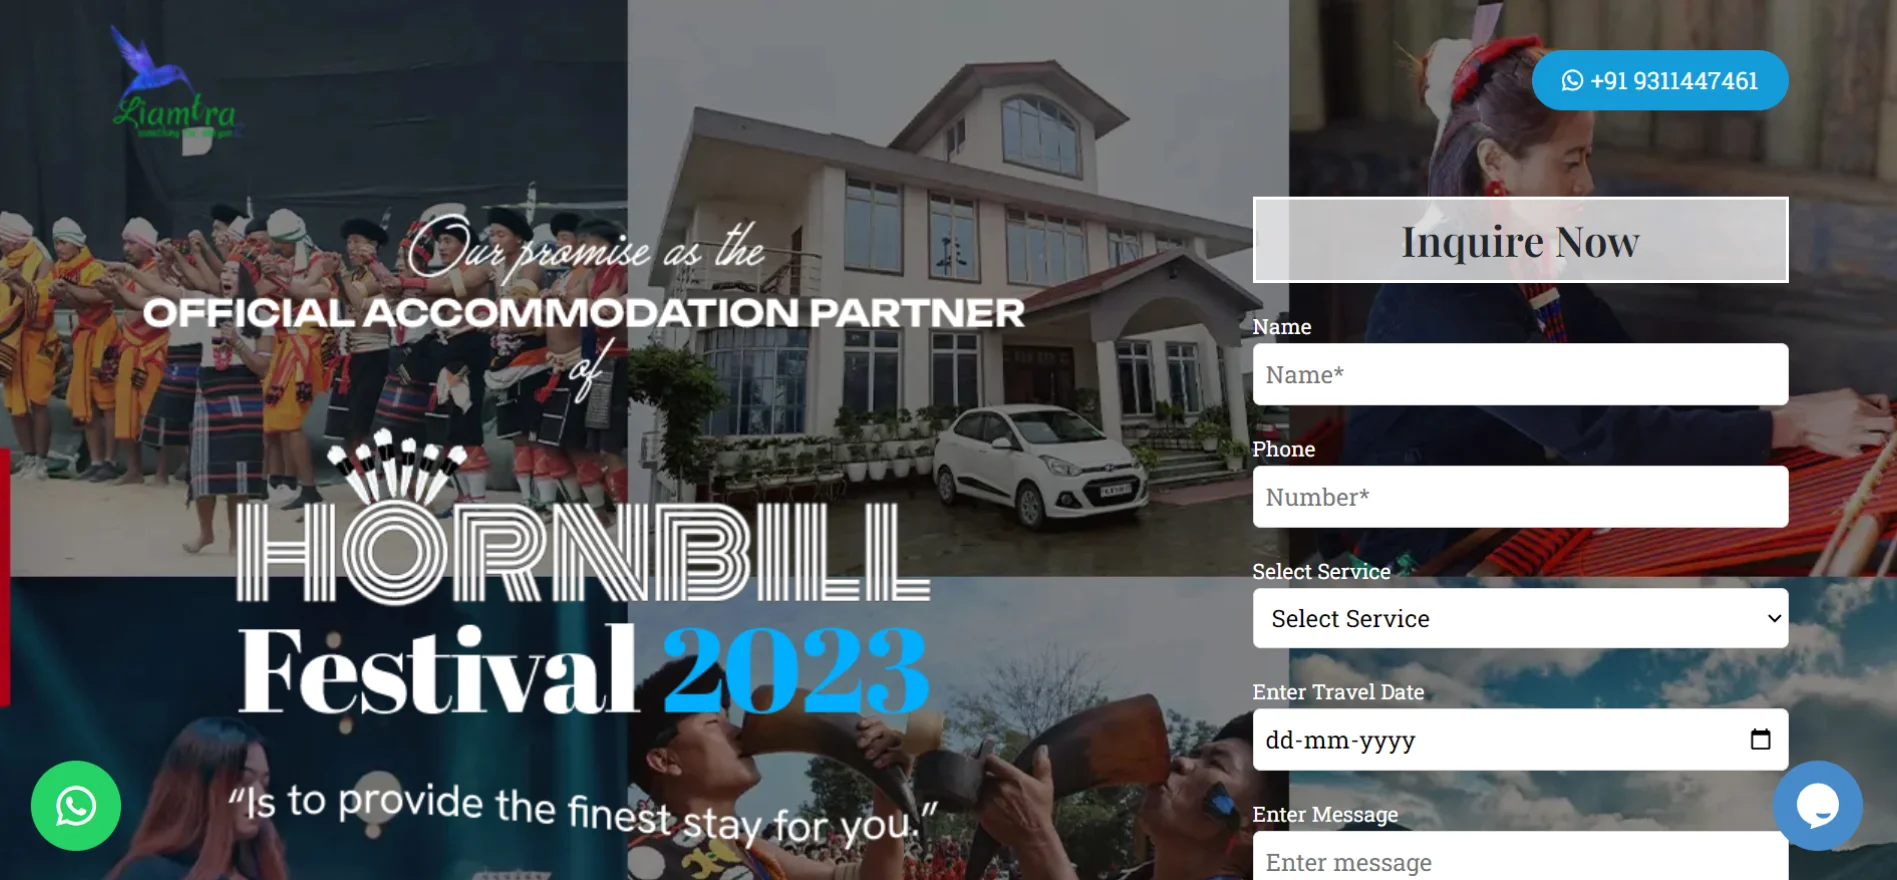 Liamtra
+91 9311447461
Our promise as the
OFFICIAL ACCOMMODATION PARTNER
of
HORNBILL
Festival 2023
“Is to provide the finest stay for you.”
Inquire Now
Name
Name*
Phone
Number*
Select Service
Select Service
Enter Travel Date
dd-mm-yyyy
Enter Message
Enter message